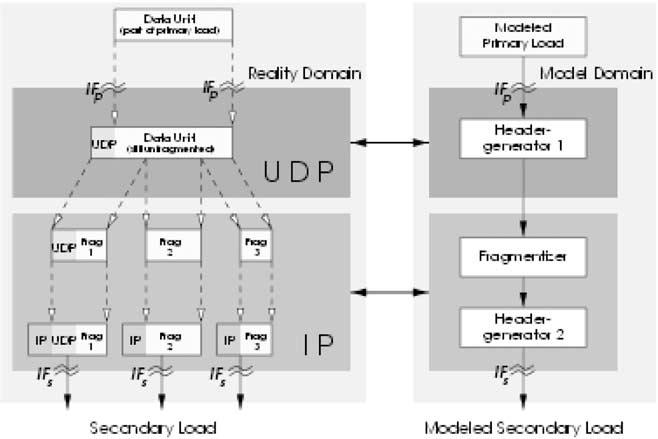 Data Unit
(part of primary load)
Reality Domain
IFp
IFp
UDP
Data Unit
(still unfragmented)
UDP
UDP
Frag
1
Frag
2
Frag
3
IP
UDP
Frag
1
IP
Frag
2
IP
Frag
3
IP
IFs
IFs
IFs
Secondary Load
Modeled
Primary Load
Model Domain
IFp
Header-
generator 1
Fragmentizer
Header-
generator 2
IFs
Modeled Secondary Load